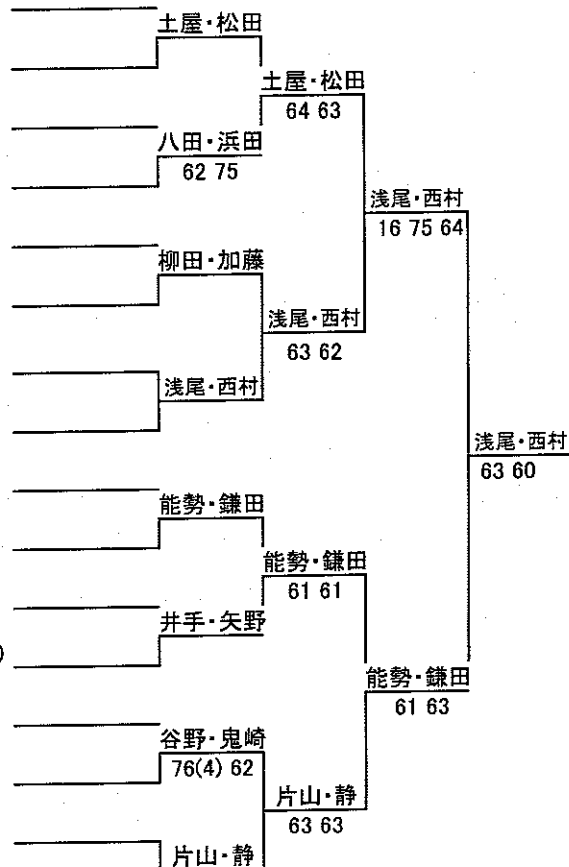 土屋・松田
土屋・松田
64 63
八田・浜田
62 75
浅尾・西村
16 75 64
柳田・加藤
浅尾・西村
63 62
浅尾・西村
浅尾・西村
63 60
能勢・鎌田
能勢・鎌田
61 61
井手・矢野
)
能勢・鎌田
61 63
谷野・鬼崎
76(4) 62
片山・静
63 63
片山・静